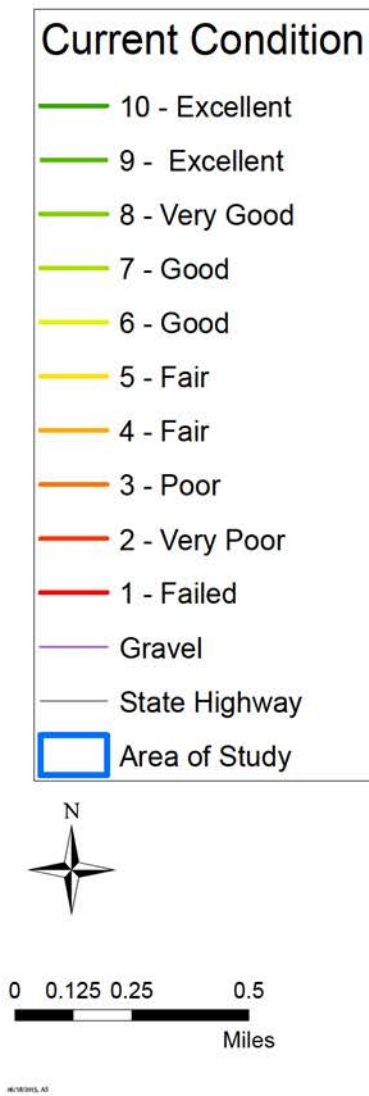 Current Condition
10 - Excellent
9 - Excellent
8 - Very Good
7 - Good
6 - Good
5 - Fair
4 - Fair
3 - Poor
2 - Very Poor
1 - Failed
Gravel
State Highway
Area of Study
N
0 0.125 0.25 0.5
Miles